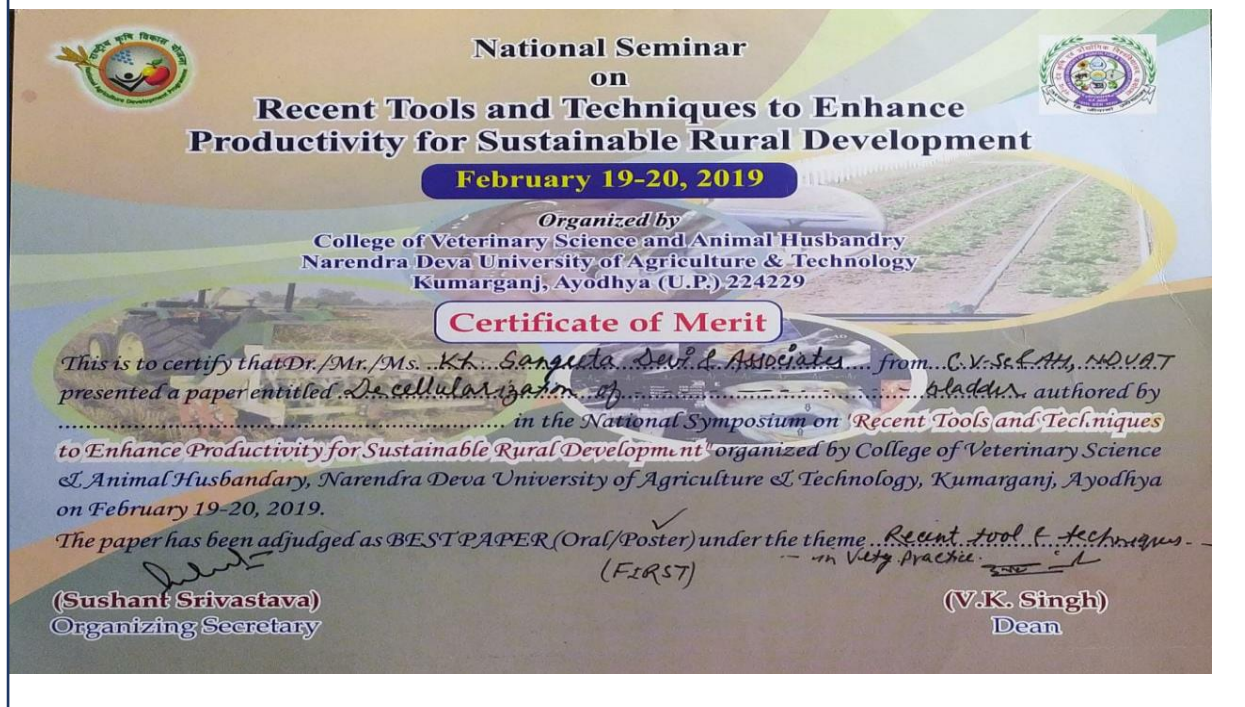 राष्ट्रीय कृषि विकास योजना
National Agriculture Development Programme
National Seminar
on
Recent Tools and Techniques to Enhance
Productivity for Sustainable Rural Development
February 19-20, 2019
Organized by
College of Veterinary Science and Animal Husbandry
Narendra Deva University of Agriculture & Technology
Kumarganj, Ayodhya (U.P.) 224229
Certificate of Merit
This is to certify that Dr./Mr./Ms. Kh. Sangeeta Devi & Associates from C.V.Sc & AH, NDUAT
presented a paper entitled Decellularization of ---------- bladder authored by
.......... in the National Symposium on "Recent Tools and Techniques
to Enhance Productivity for Sustainable Rural Development" organized by College of Veterinary Science
& Animal Husbandary, Narendra Deva University of Agriculture & Technology, Kumarganj, Ayodhya
on February 19-20, 2019.
The paper has been adjudged as BEST PAPER (Oral/Poster) under the theme Recent tool & techniques
(FIRST) in Vety Practice.
(Sushant Srivastava) (V.K. Singh)
Organizing Secretary Dean